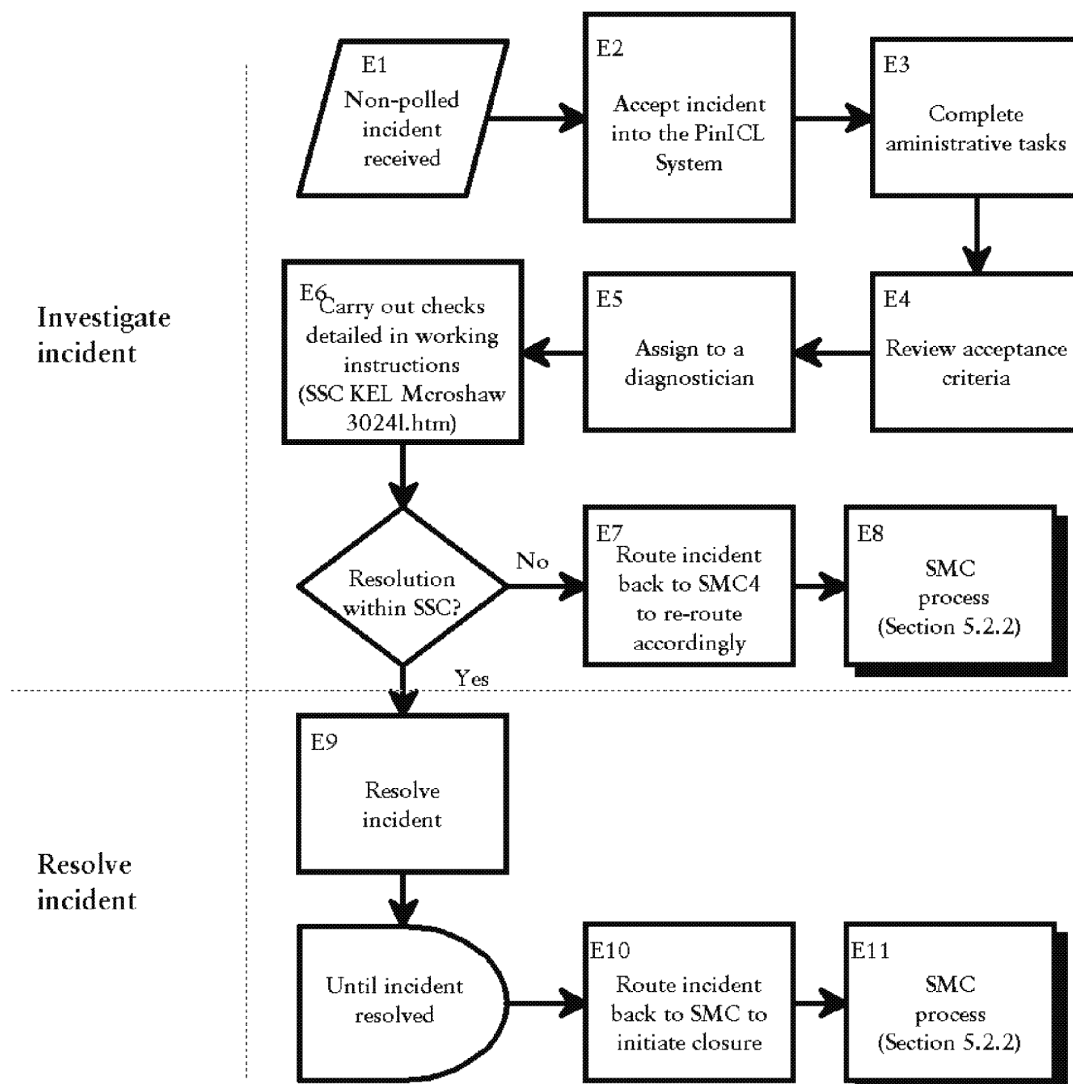 E1
Non-polled
incident
received
E2
Accept incident
into the PinICL
System
E3
Complete
aministrative tasks
Investigate
incident
E6
Carry out checks
detailed in working
instructions
(SSC KEL Mcroshaw
3024l.htm)
E5
Assign to a
diagnostician
E4
Review acceptance
criteria
Resolution
within SSC?
No
Yes
E7
Route incident
back to SMC4
to re-route
accordingly
E8
SMC
process
(Section 5.2.2)
E9
Resolve
incident
Resolve
incident
Until incident
resolved
E10
Route incident
back to SMC to
initiate closure
E11
SMC
process
(Section 5.2.2)